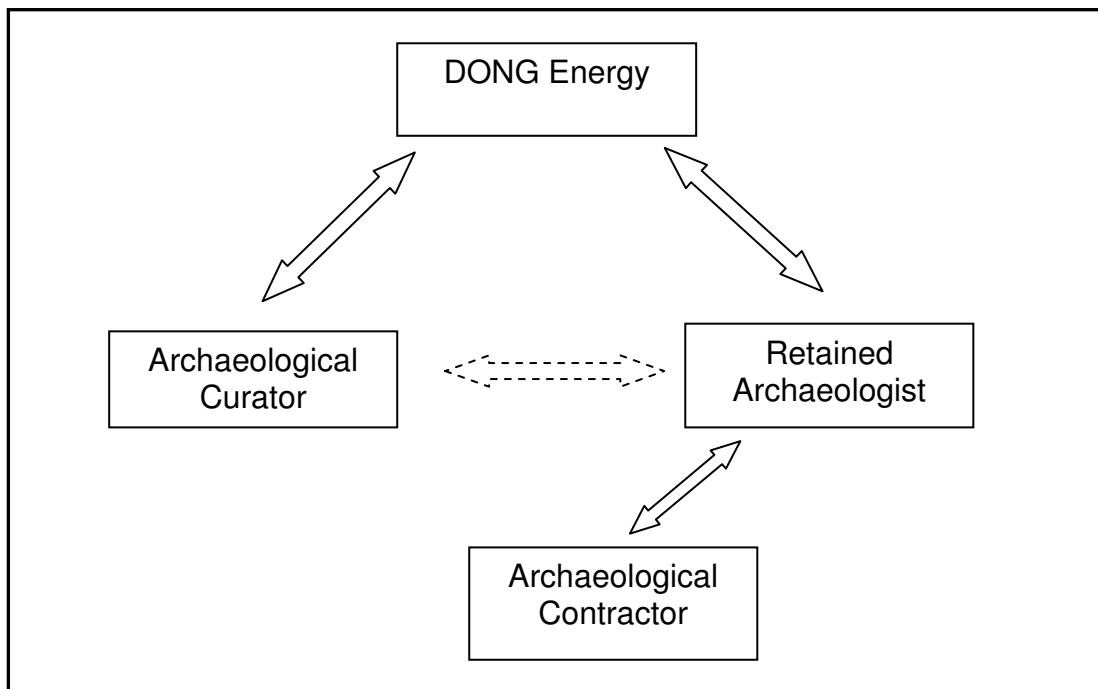 DONG Energy
Archaeological
Curator
Retained
Archaeologist
Archaeological
Contractor